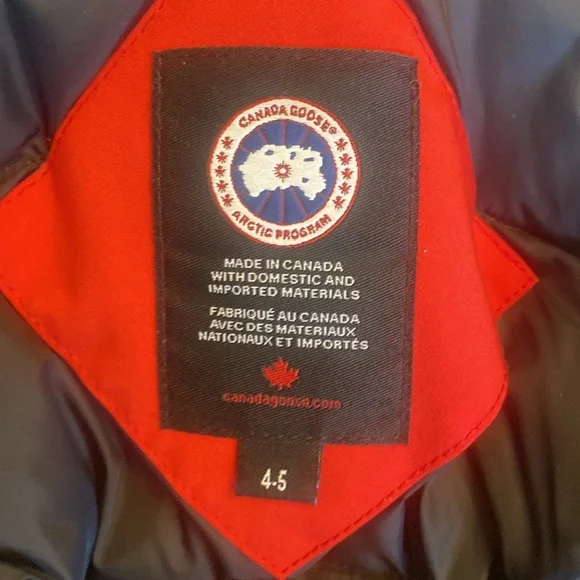 CANADA GOOSE®
ARCTIC PROGRAM
MADE IN CANADA
WITH DOMESTIC AND
IMPORTED MATERIALS
FABRIQUÉ AU CANADA
AVEC DES MATERIAUX
NATIONAUX ET IMPORTÉS
canadagoose.com
4-5